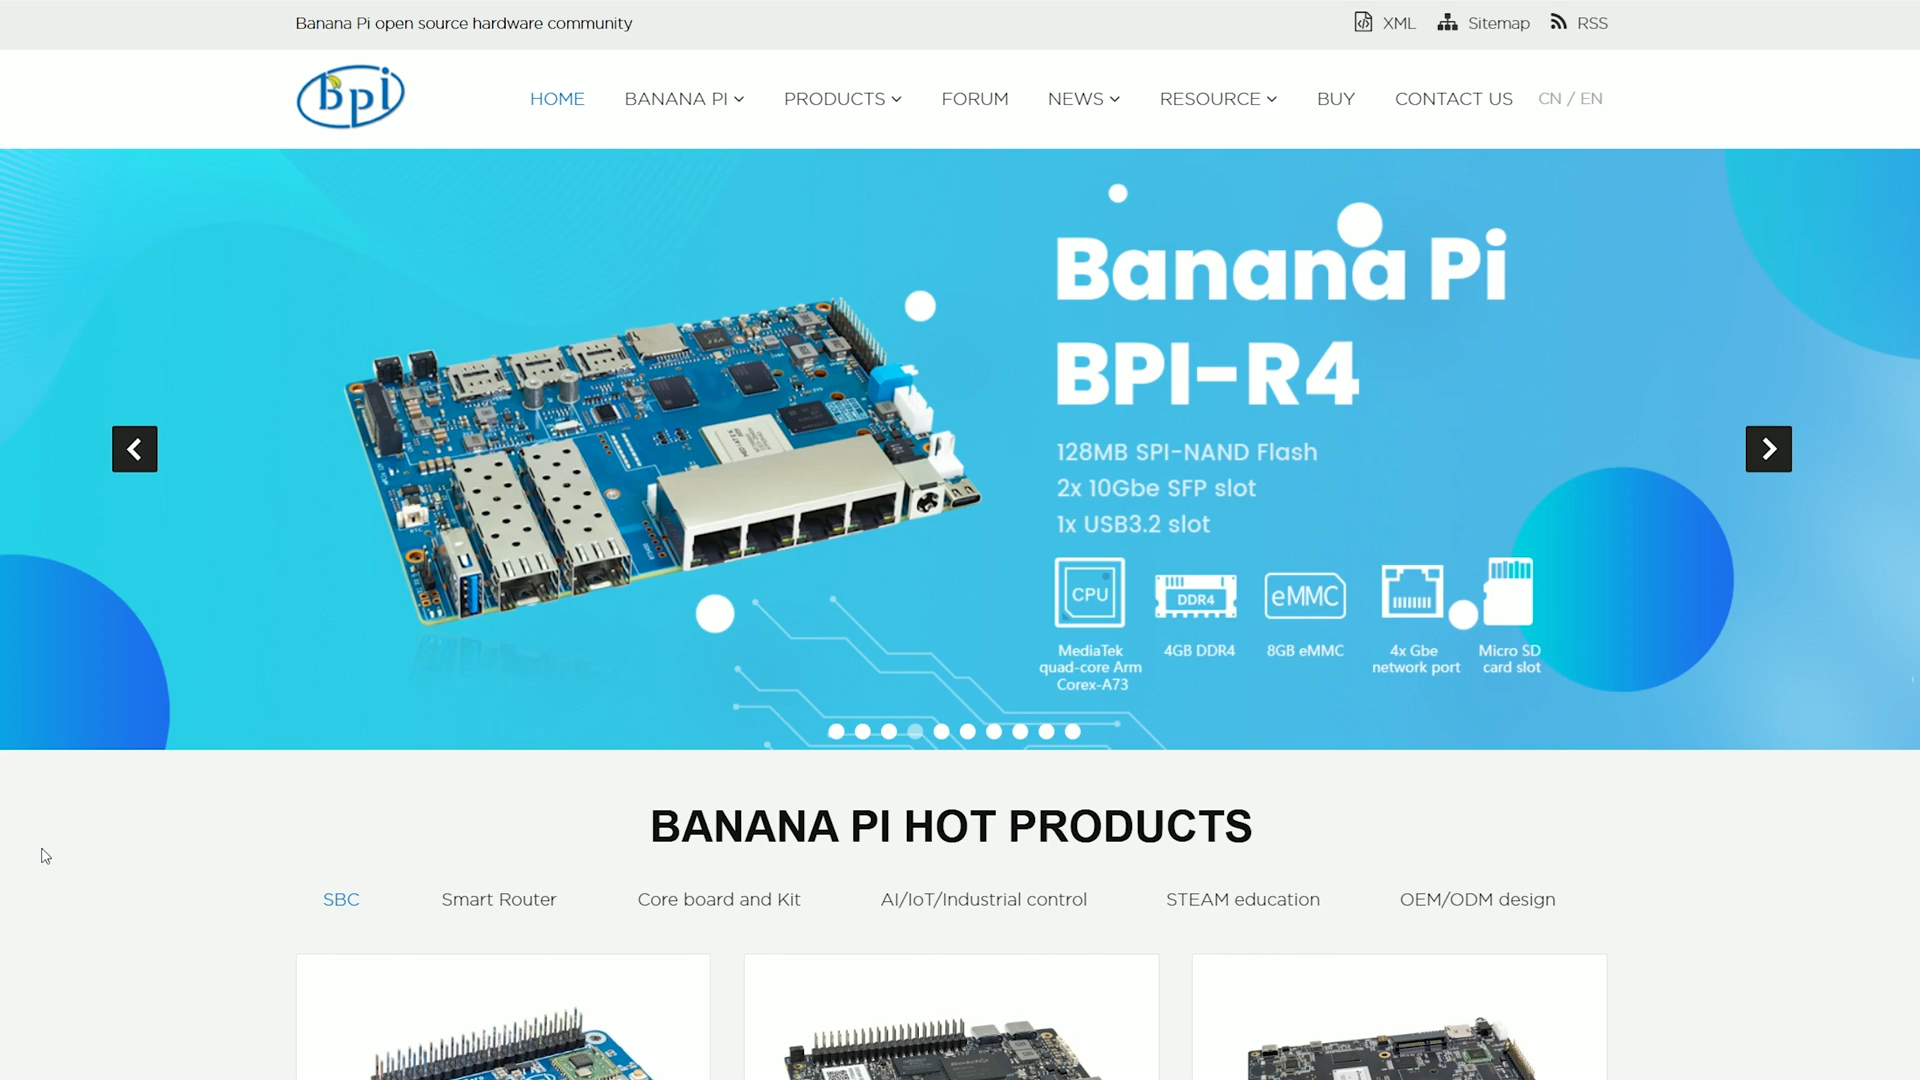 Banana Pi open source hardware community
XML
Sitemap
RSS
bpi
HOME
BANANA PI
PRODUCTS
FORUM
NEWS
RESOURCE
BUY
CONTACT US
CN / EN
Banana Pi
BPI-R4
128MB SPI-NAND Flash
2x 10Gbe SFP slot
1x USB3.2 slot
CPU
DDR4
eMMC
MediaTek
quad-core Arm
Corex-A73
4GB DDR4
8GB eMMC
4x Gbe
network port
Micro SD
card slot
BANANA PI HOT PRODUCTS
SBC
Smart Router
Core board and Kit
AI/IoT/Industrial control
STEAM education
OEM/ODM design